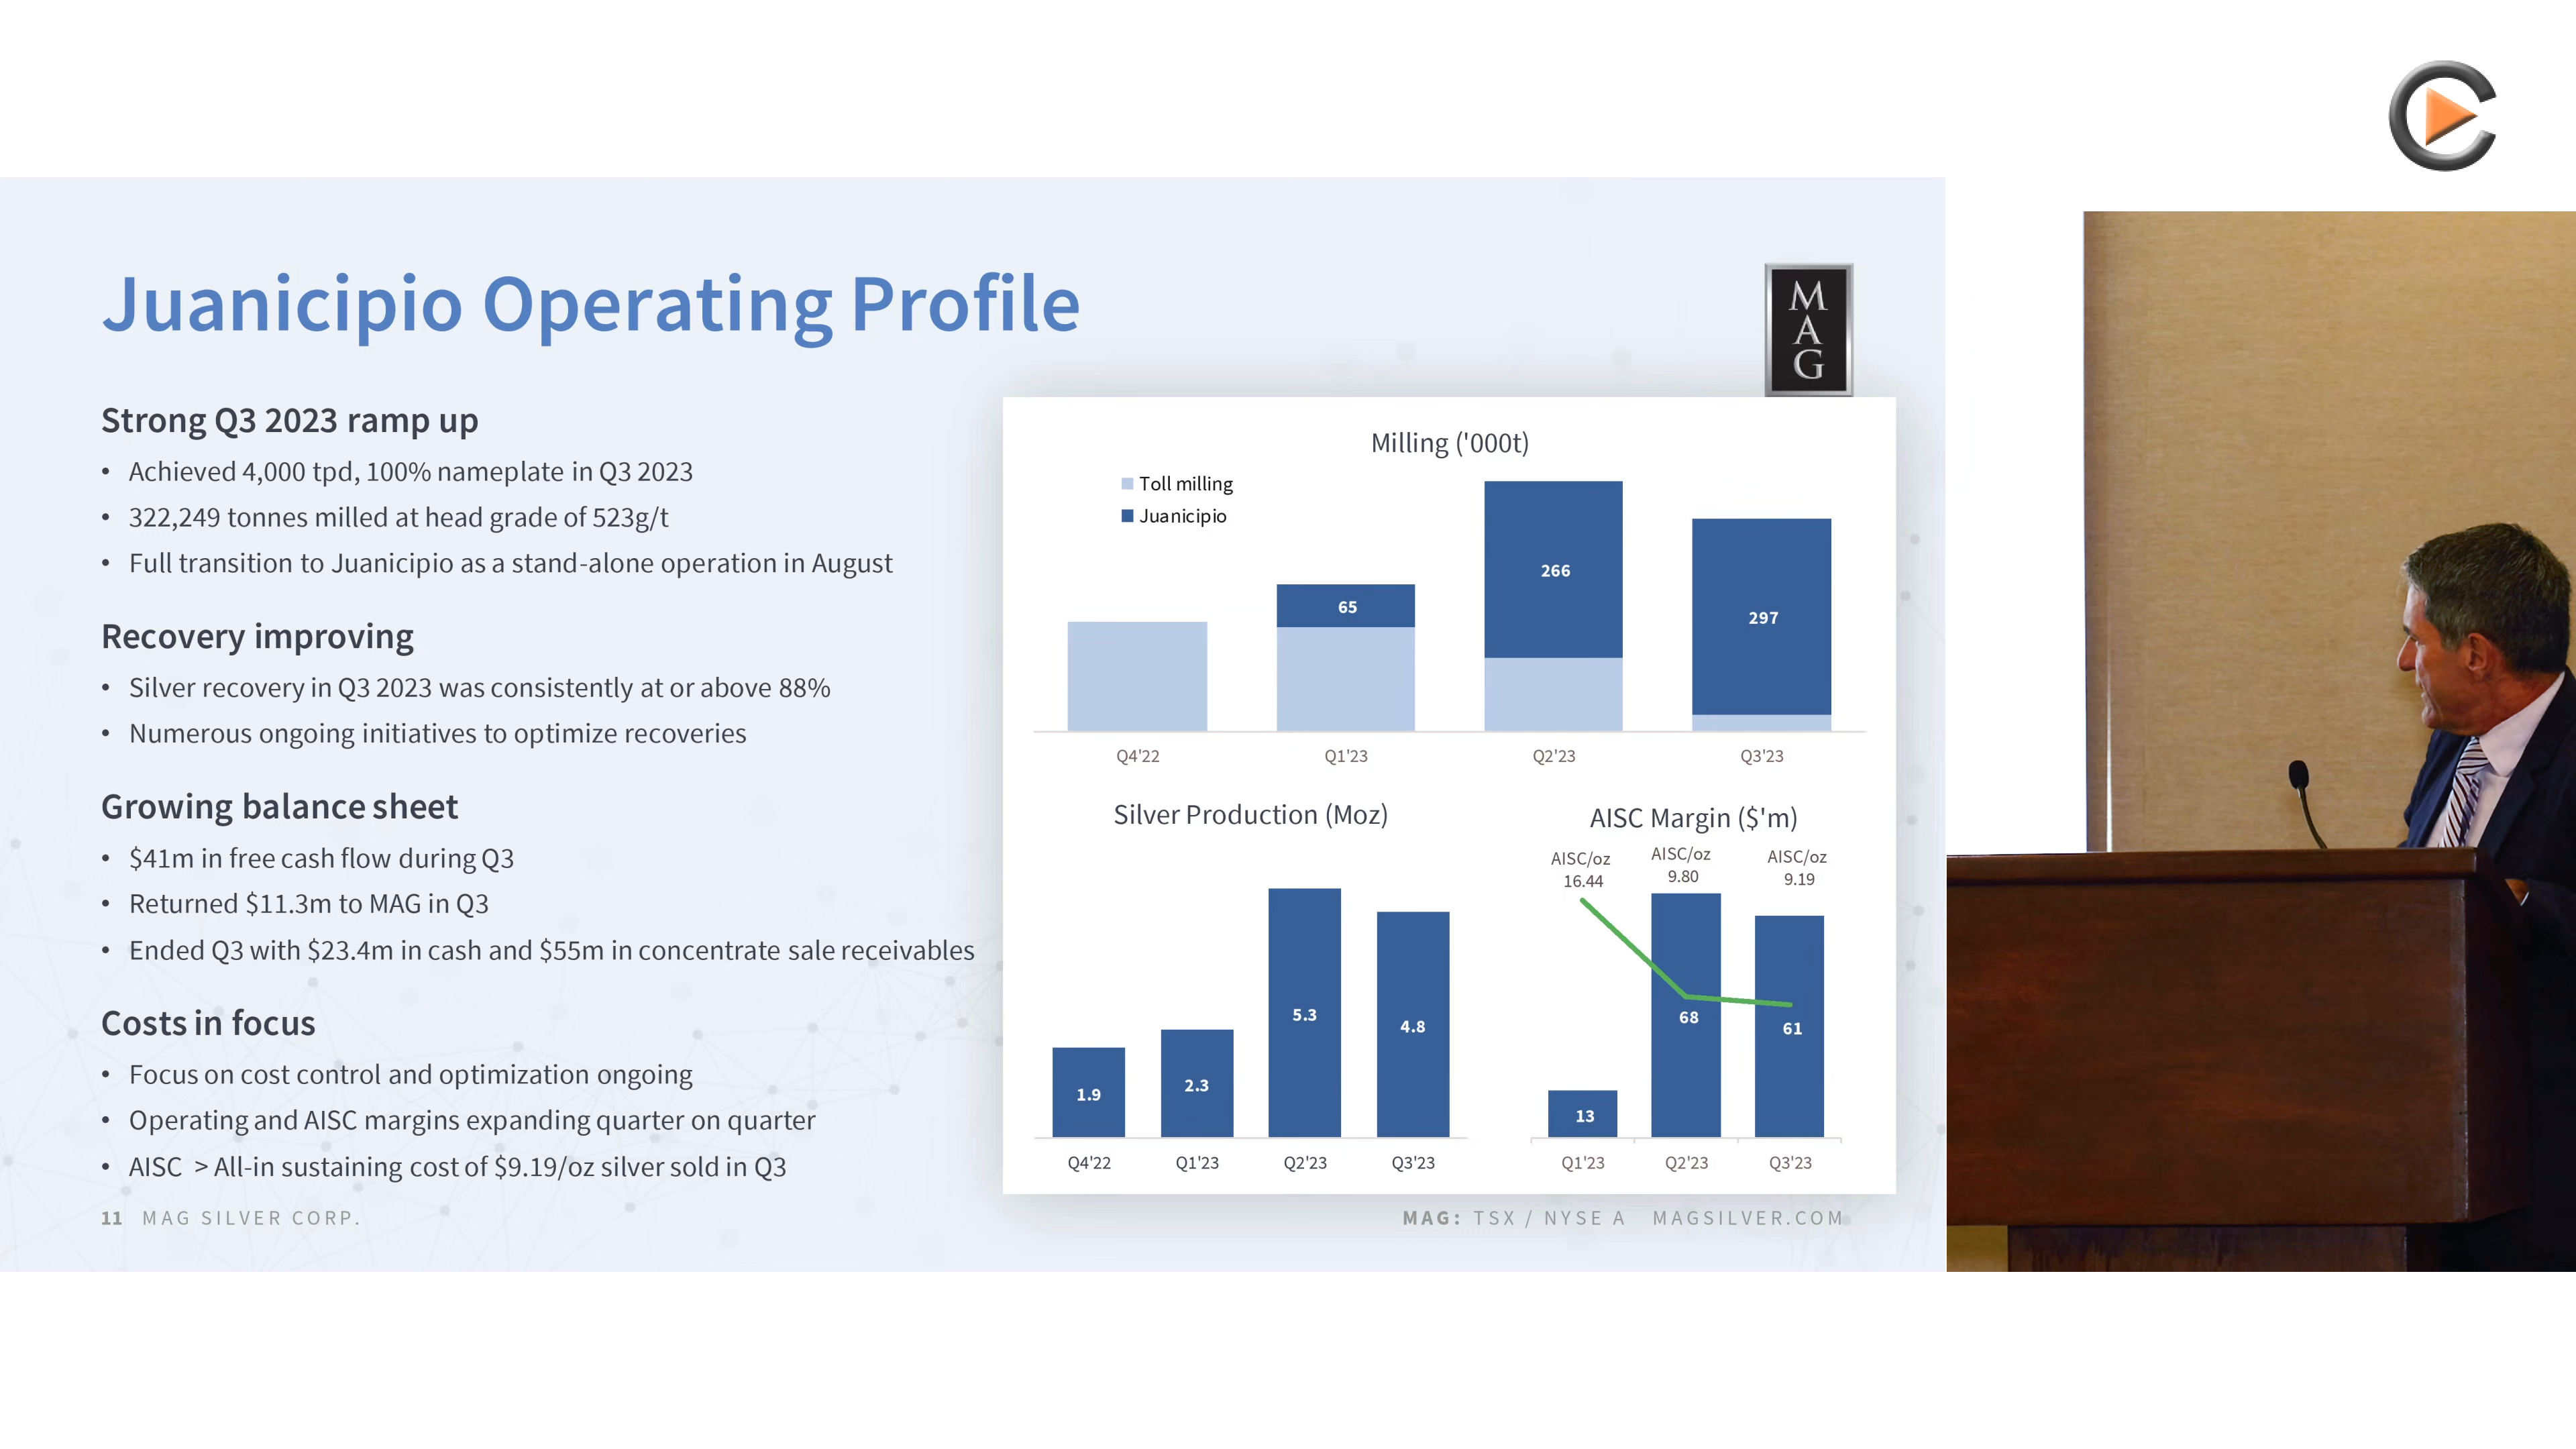 Juanicipio Operating Profile
M
A
G
Strong Q3 2023 ramp up
• Achieved 4,000 tpd, 100% nameplate in Q3 2023
• 322,249 tonnes milled at head grade of 523g/t
• Full transition to Juanicipio as a stand-alone operation in August
Recovery improving
• Silver recovery in Q3 2023 was consistently at or above 88%
• Numerous ongoing initiatives to optimize recoveries
Growing balance sheet
• $41m in free cash flow during Q3
• Returned $11.3m to MAG in Q3
• Ended Q3 with $23.4m in cash and $55m in concentrate sale receivables
Costs in focus
• Focus on cost control and optimization ongoing
• Operating and AISC margins expanding quarter on quarter
• AISC > All-in sustaining cost of $9.19/oz silver sold in Q3
Milling ('000t)
Toll milling
Juanicipio
65
266
297
Q4'22 Q1'23 Q2'23 Q3'23
Silver Production (Moz)
1.9
2.3
5.3
4.8
Q4'22 Q1'23 Q2'23 Q3'23
AISC Margin ($'m)
AISC/oz
16.44
AISC/oz
9.80
AISC/oz
9.19
13
68
61
Q1'23 Q2'23 Q3'23
11 MAG SILVER CORP.
MAG: TSX / NYSE A MAGSILVER.COM